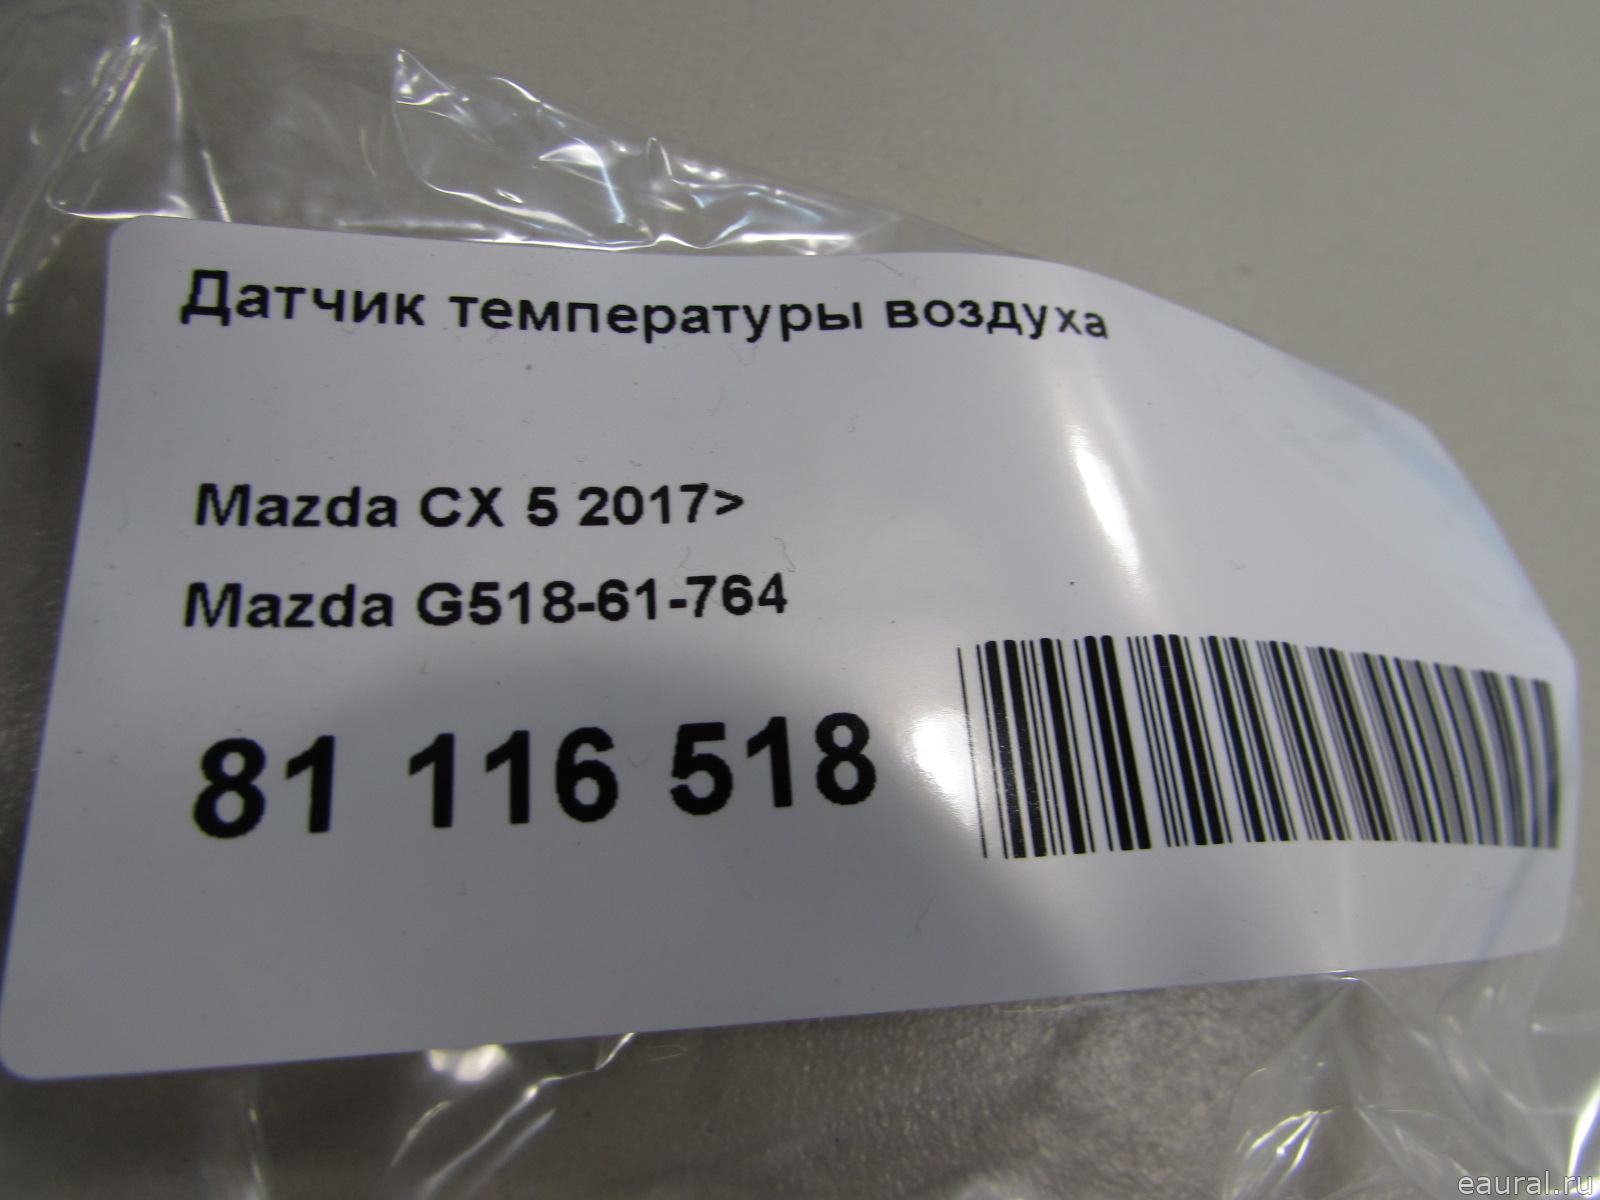 Датчик температуры воздуха
Mazda CX 5 2017>
Mazda G518-61-764
81 116 518
eaural.ru